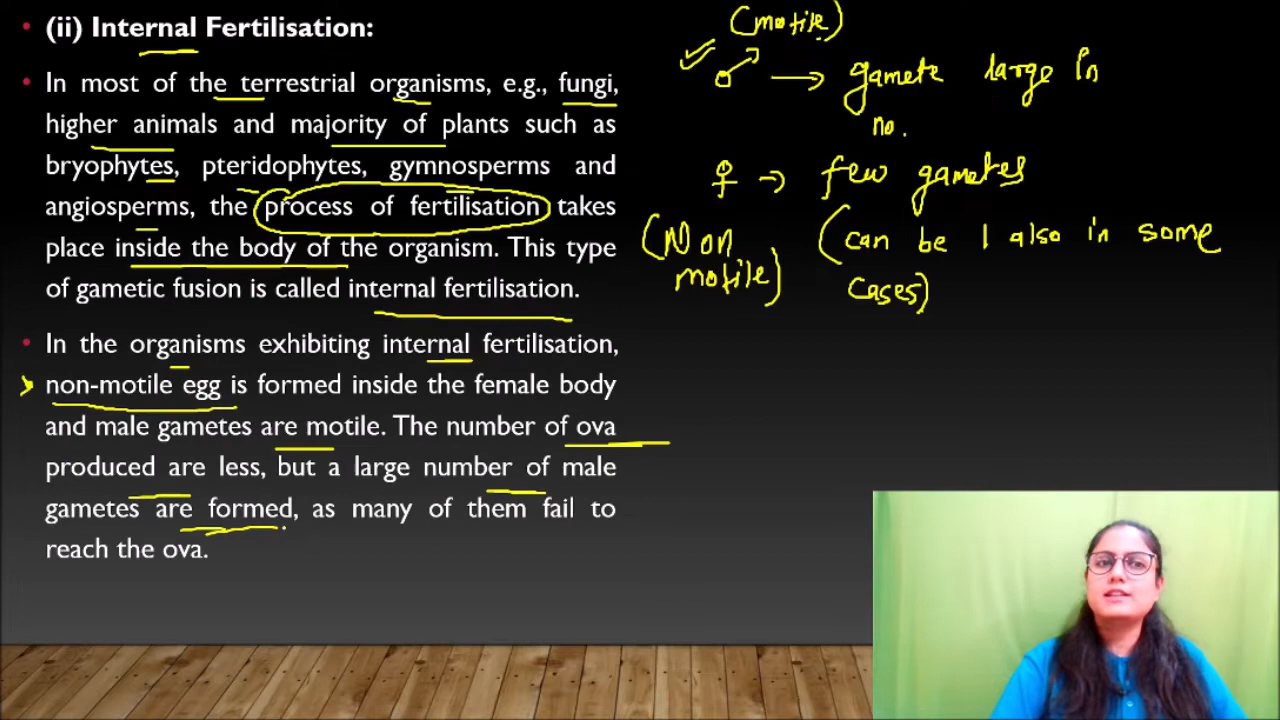 • (ii) Internal Fertilisation:
• In most of the terrestrial organisms, e.g., fungi,
higher animals and majority of plants such as
bryophytes, pteridophytes, gymnosperms and
angiosperms, the process of fertilisation takes
place inside the body of the organism. This type
of gametic fusion is called internal fertilisation.
• In the organisms exhibiting internal fertilisation,
non-motile egg is formed inside the female body
and male gametes are motile. The number of ova
produced are less, but a large number of male
gametes are formed, as many of them fail to
reach the ova.
(motile)
✓ ♂ → gamete large in
no.
♀ → few gametes
(Non motile)
(can be 1 also in some
cases)